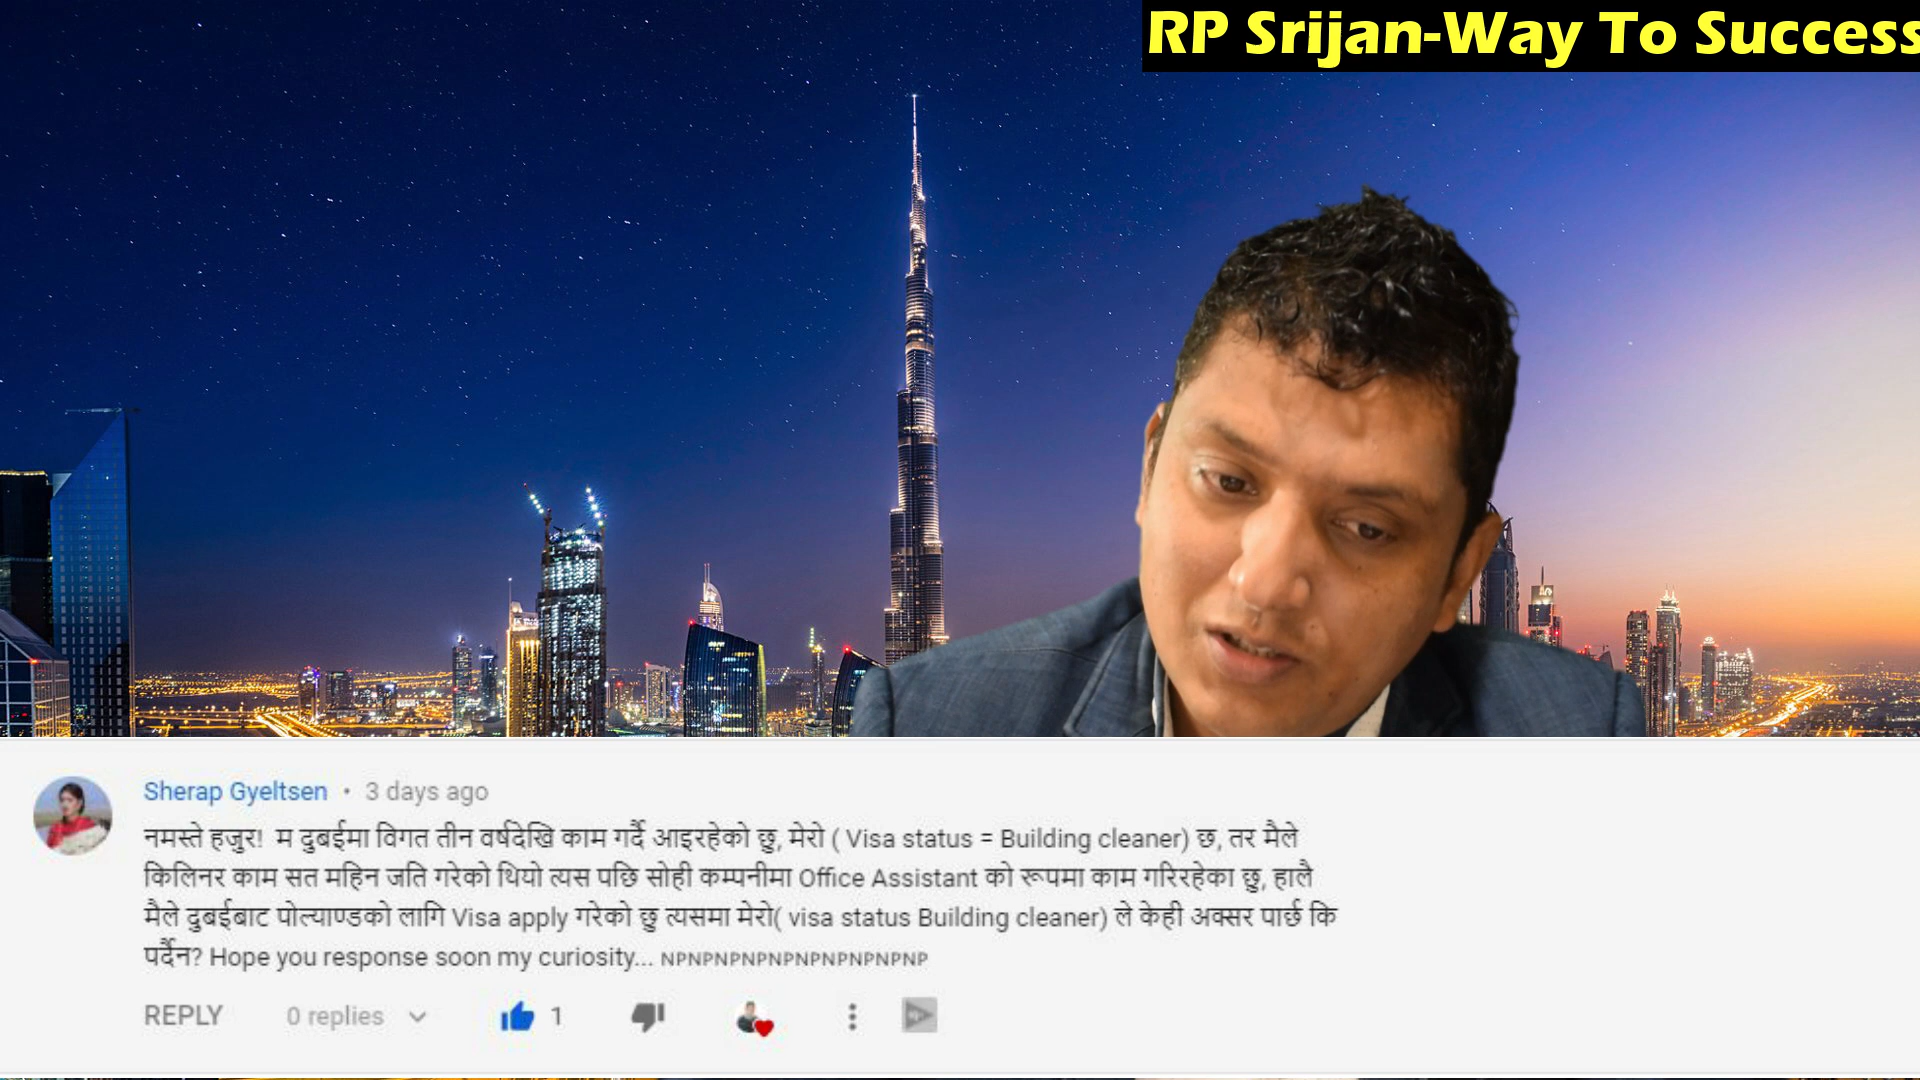 RP Srijan-Way To Success
Sherap Gyeltsen • 3 days ago
नमस्ते हजुर! म दुबईमा विगत तीन वर्षदेखि काम गर्दै आइरहेको छु, मेरो ( Visa status = Building cleaner) छ, तर मैले
किलिनर काम सत महिन जति गरेको थियो त्यस पछि सोही कम्पनीमा Office Assistant को रूपमा काम गरिरहेका छु, हालै
मैले दुबईबाट पोल्याण्डको लागि Visa apply गरेको छु त्यसमा मेरो( visa status Building cleaner) ले केही अक्सर पार्छ कि
पर्दैन? Hope you response soon my curiosity... NPNPNPNPNPNPNPNPNPNP
REPLY 0 replies 1